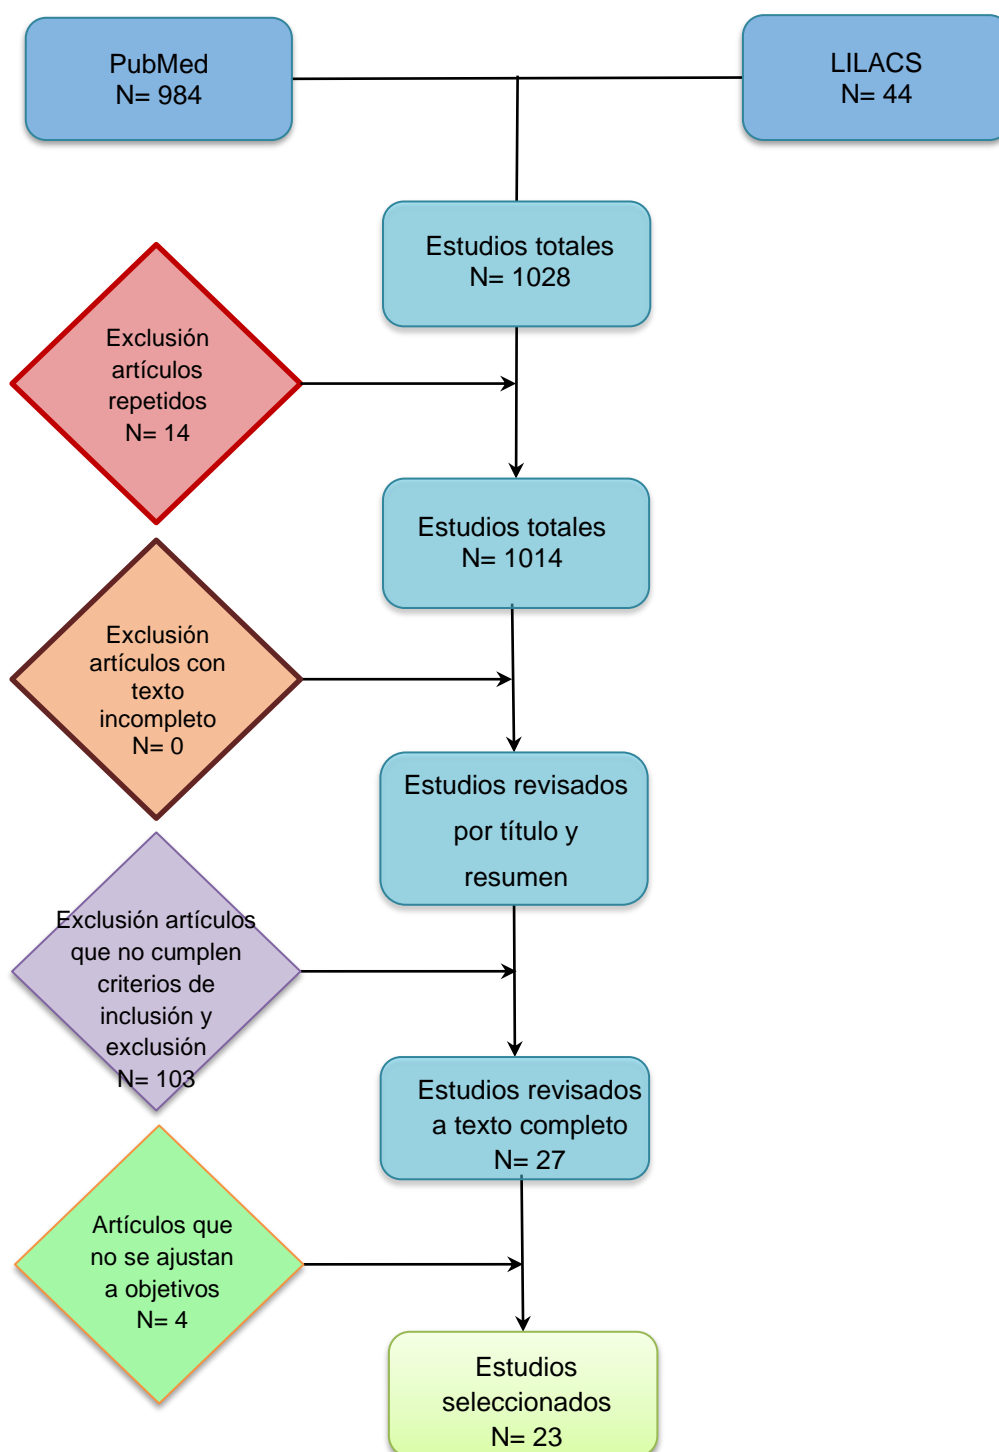 PubMed
N= 984
LILACS
N= 44
Estudios totales
N= 1028
Exclusión
artículos
repetidos
N= 14
Estudios totales
N= 1014
Exclusión
artículos con
texto
incompleto
N= 0
Estudios revisados
por título y
resumen
Exclusión artículos
que no cumplen
criterios de
inclusión y
exclusión
N= 103
Estudios revisados
a texto completo
N= 27
Artículos que
no se ajustan
a objetivos
N= 4
Estudios
seleccionados
N= 23